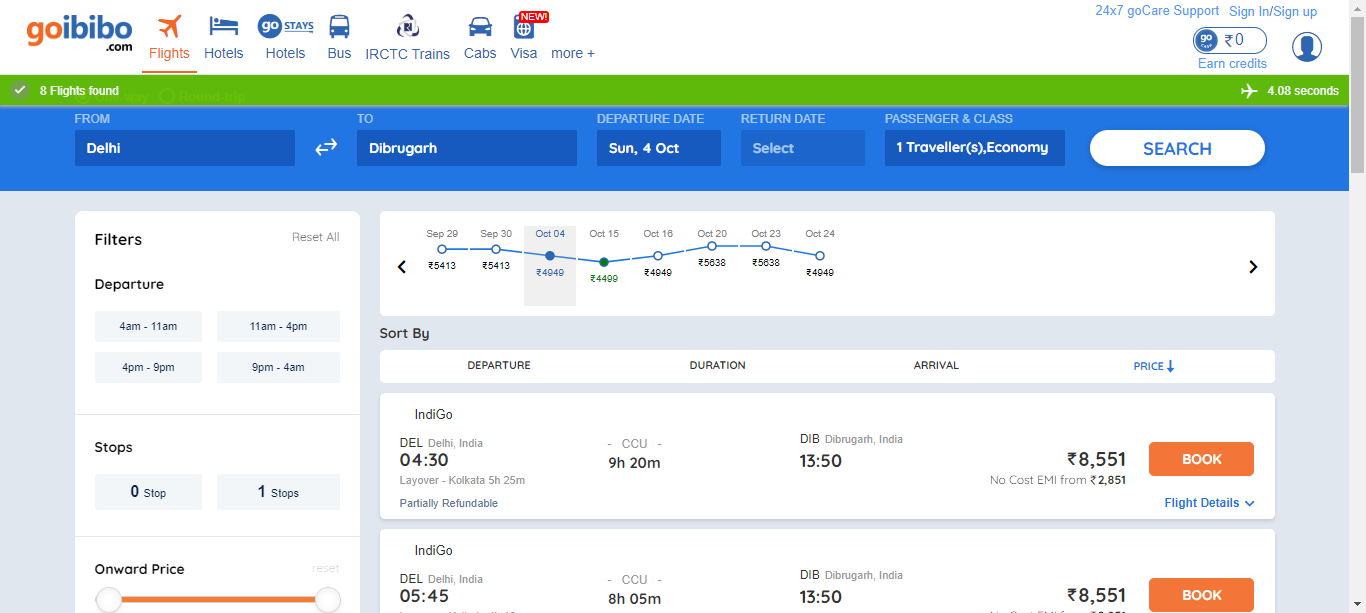 24x7 goCare Support Sign In/Sign up
goibibo
.com
Flights
Hotels
go STAYS
Hotels
Bus
IRCTC Trains
Cabs
NEW!
Visa
more +
go cash ₹0
Earn credits
8 Flights found
4.08 seconds
Round-trip
FROM
Delhi
TO
Dibrugarh
DEPARTURE DATE
Sun, 4 Oct
RETURN DATE
Select
PASSENGER & CLASS
1 Traveller(s),Economy
SEARCH
Filters
Reset All
Departure
4am - 11am
11am - 4pm
4pm - 9pm
9pm - 4am
Stops
0 Stop
1 Stops
Onward Price
reset
Sep 29 Sep 30 Oct 04 Oct 15 Oct 16 Oct 20 Oct 23 Oct 24
₹5413 ₹5413 ₹4949 ₹4499 ₹4949 ₹5638 ₹5638 ₹4949
Sort By
DEPARTURE DURATION ARRIVAL PRICE
IndiGo
DEL Delhi, India
04:30
Layover - Kolkata 5h 25m
Partially Refundable
- CCU -
9h 20m
DIB Dibrugarh, India
13:50
₹8,551
No Cost EMI from ₹2,851
BOOK
Flight Details
IndiGo
DEL Delhi, India
05:45
- CCU -
8h 05m
DIB Dibrugarh, India
13:50
₹8,551
BOOK